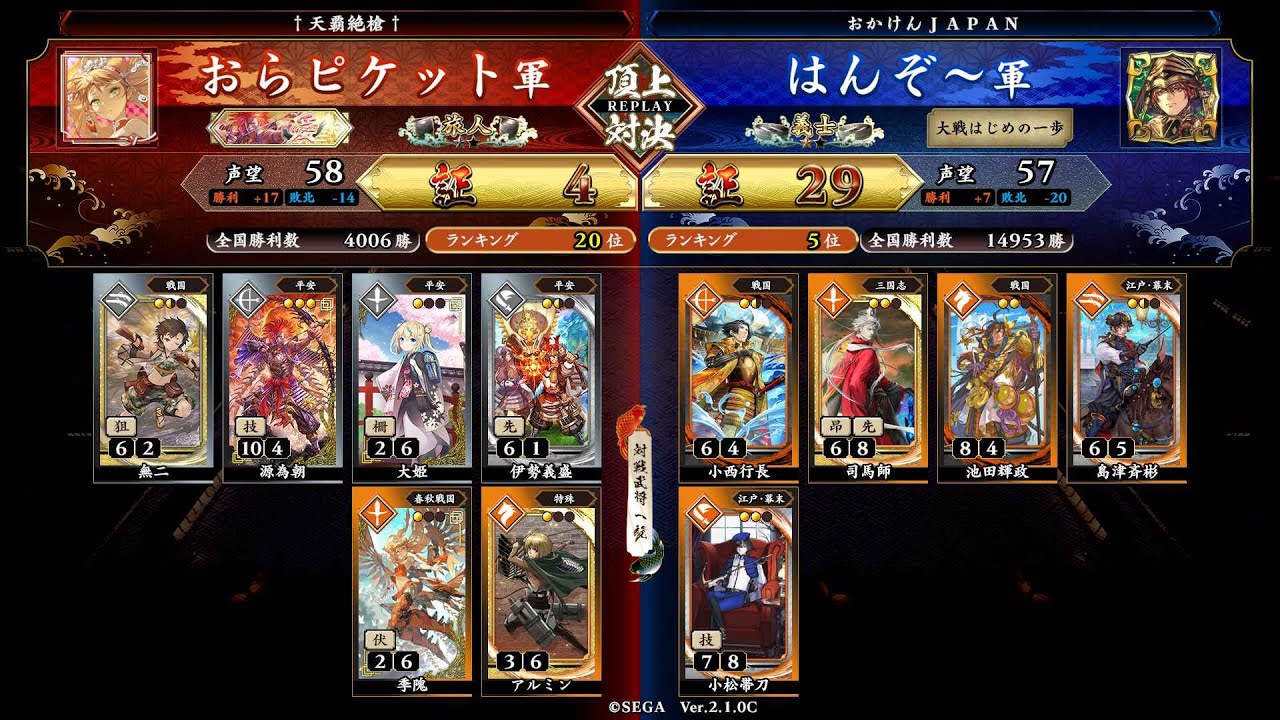 †天覇絶槍†
おかけんJAPAN
おらピケット軍
頂上
REPLAY
対決
はんぞ～軍
旅人
義士
大戦はじめの一歩
声望 58
勝利 +17 敗北 -14
証 4
証 29
声望 57
勝利 +7 敗北 -20
全国勝利数 4006勝
ランキング 20位
ランキング 5位
全国勝利数 14953勝
戦国
狙
6 2
無二
平安
技
10 4
源為朝
平安
柵
2 6
大姫
平安
先
6 1
伊勢義盛
対戦武将一覧
戦国
6 4
小西行長
三国志
昴 先
6 8
司馬師
戦国
8 4
池田輝政
江戸・幕末
6 5
島津斉彬
春秋戦国
伏
2 6
季隗
特殊
3 6
アルミン
江戸・幕末
技
7 8
小松帯刀
©SEGA Ver.2.1.0C